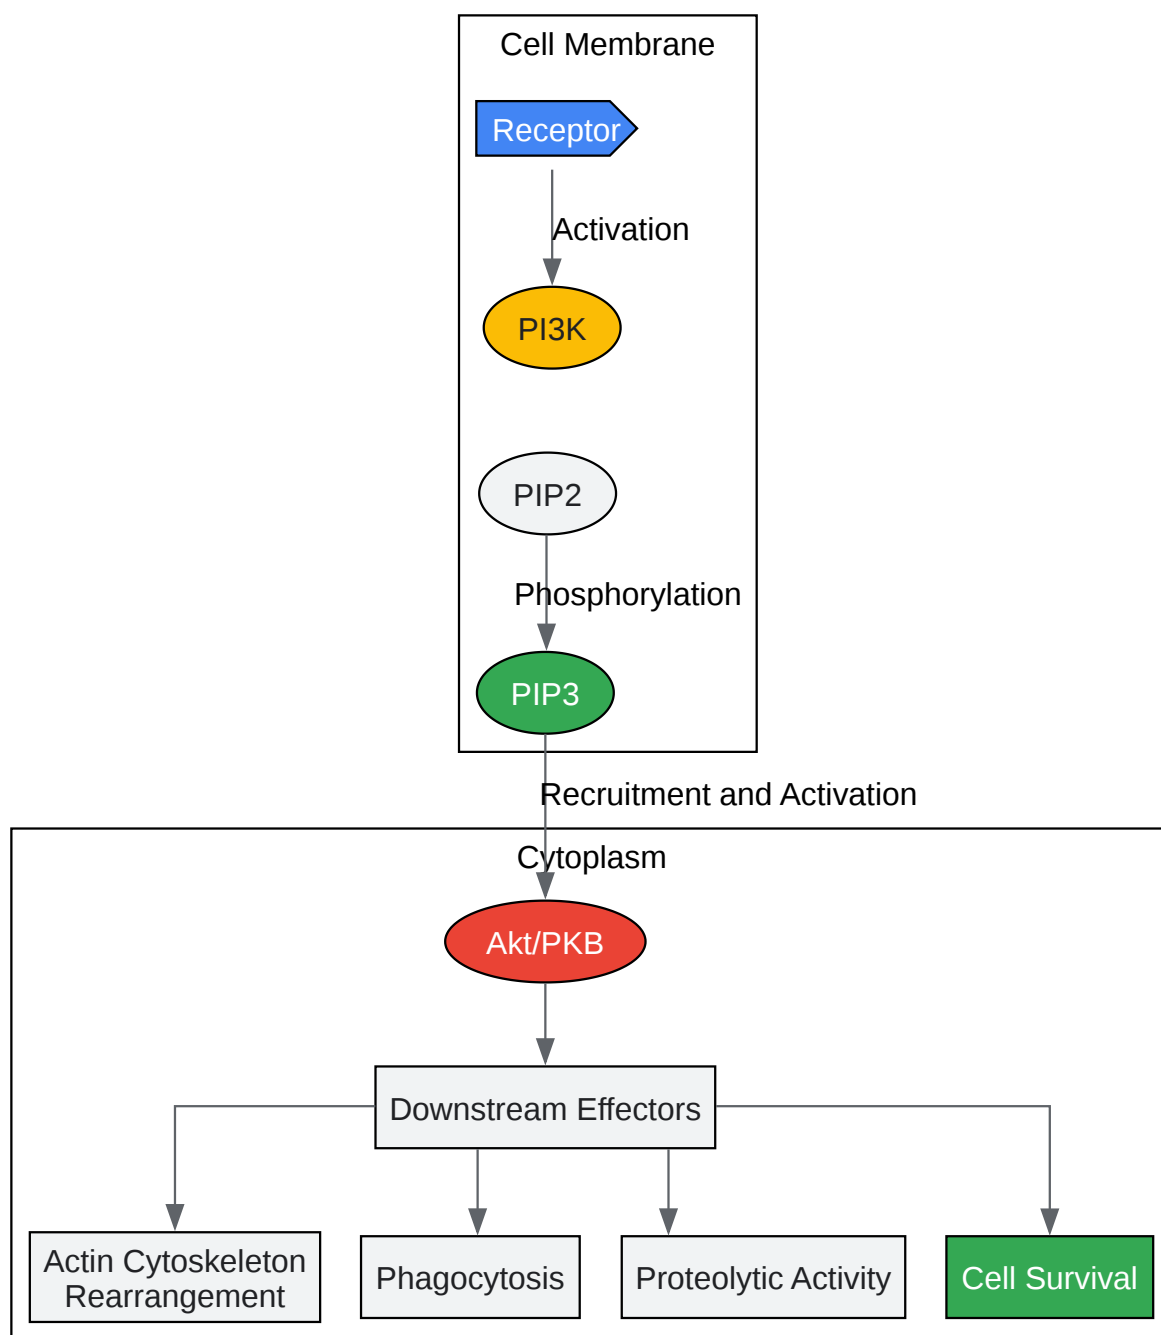 Cell Membrane
Receptor
Activation
PI3K
PIP2
Phosphorylation
PIP3
Recruitment and Activation
Cytoplasm
Akt/PKB
Downstream Effectors
Actin Cytoskeleton
Rearrangement
Phagocytosis
Proteolytic Activity
Cell Survival